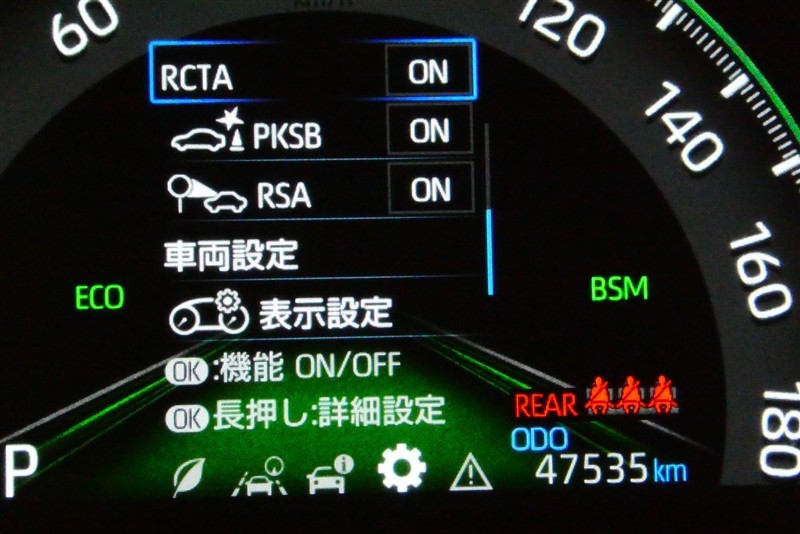 60
120
140
160
180
RCTA ON
PKSB ON
RSA ON
車両設定
ECO
BSM
表示設定
OK:機能 ON/OFF
OK長押し:詳細設定
REAR
ODO
47535km
P